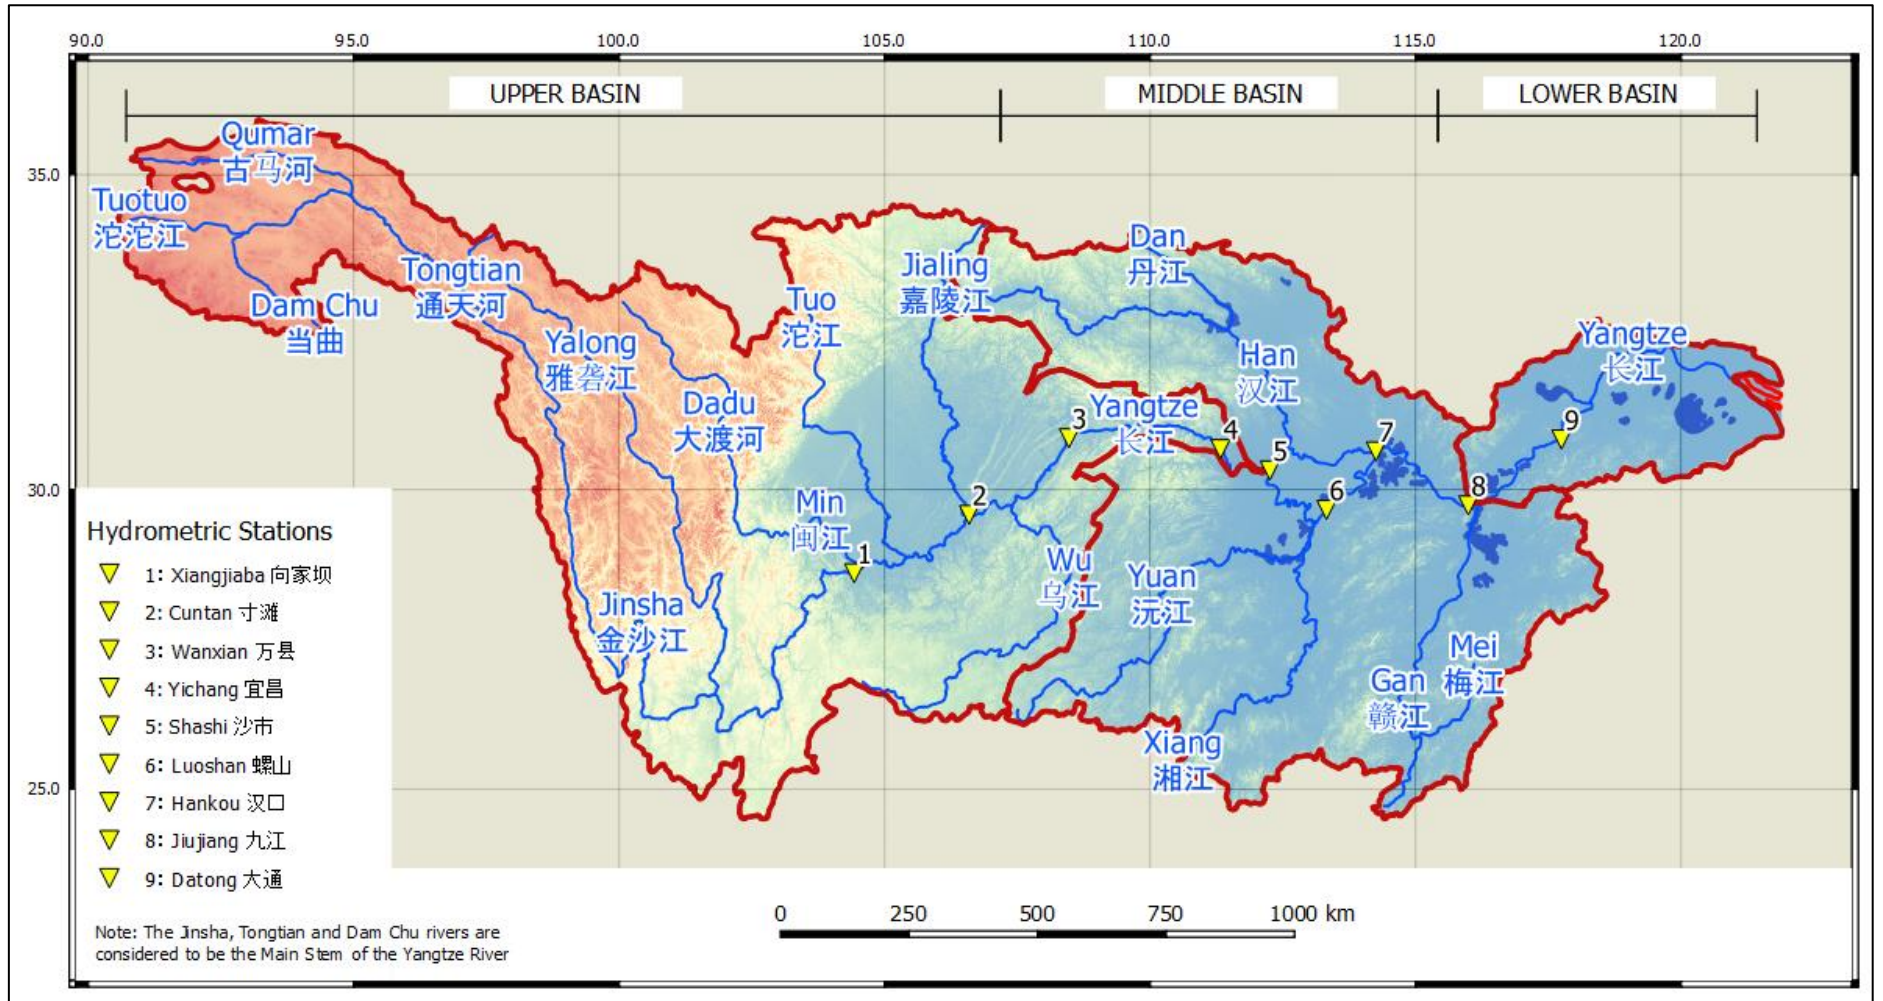 90.0 95.0 100.0 105.0 110.0 115.0 120.0
UPPER BASIN MIDDLE BASIN LOWER BASIN
35.0
30.0
25.0
Qumar
古马河
Tuotuo
沱沱江
Dam Chu
当曲
Tongtian
通天河
Yalong
雅砻江
Dadu
大渡河
Tuo
沱江
Jialing
嘉陵江
Dan
丹江
Han
汉江
Yangtze
长江
Yangtze
长江
Min
闽江
Jinsha
金沙江
Wu
乌江
Yuan
沅江
Xiang
湘江
Gan
赣江
Mei
梅江
1
2
3
4
5
6
7
8
9
Hydrometric Stations
1: Xiangjiaba 向家坝
2: Cuntan 寸滩
3: Wanxian 万县
4: Yichang 宜昌
5: Shashi 沙市
6: Luoshan 螺山
7: Hankou 汉口
8: Jiujiang 九江
9: Datong 大通
Note: The Jinsha, Tongtian and Dam Chu rivers are
considered to be the Main Stem of the Yangtze River
0 250 500 750 1000 km